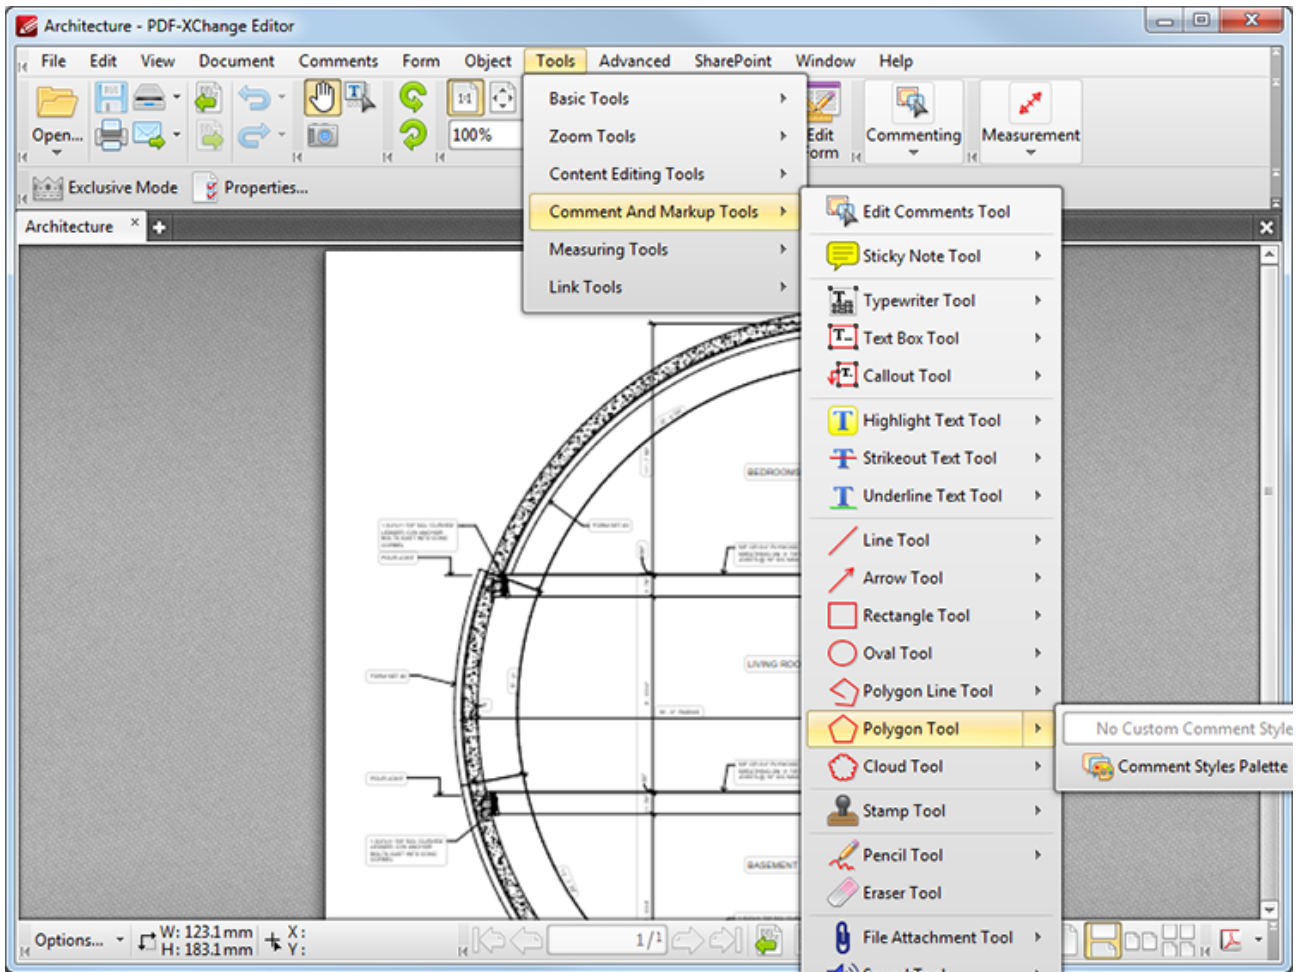 Architecture - PDF-XChange Editor
File Edit View Document Comments Form Object Tools Advanced SharePoint Window Help
Open...
100%
Edit
Form
Commenting
Measurement
Exclusive Mode
Properties...
Architecture
Basic Tools
Zoom Tools
Content Editing Tools
Comment And Markup Tools
Measuring Tools
Link Tools
Edit Comments Tool
Sticky Note Tool
Typewriter Tool
Text Box Tool
Callout Tool
Highlight Text Tool
Strikeout Text Tool
Underline Text Tool
Line Tool
Arrow Tool
Rectangle Tool
Oval Tool
Polygon Line Tool
Polygon Tool
Cloud Tool
Stamp Tool
Pencil Tool
Eraser Tool
File Attachment Tool
No Custom Comment Style
Comment Styles Palette
BEDROOMS
LIVING ROO
BASEMENT
Options...
W: 123.1 mm
H: 183.1 mm
X:
Y:
1/1